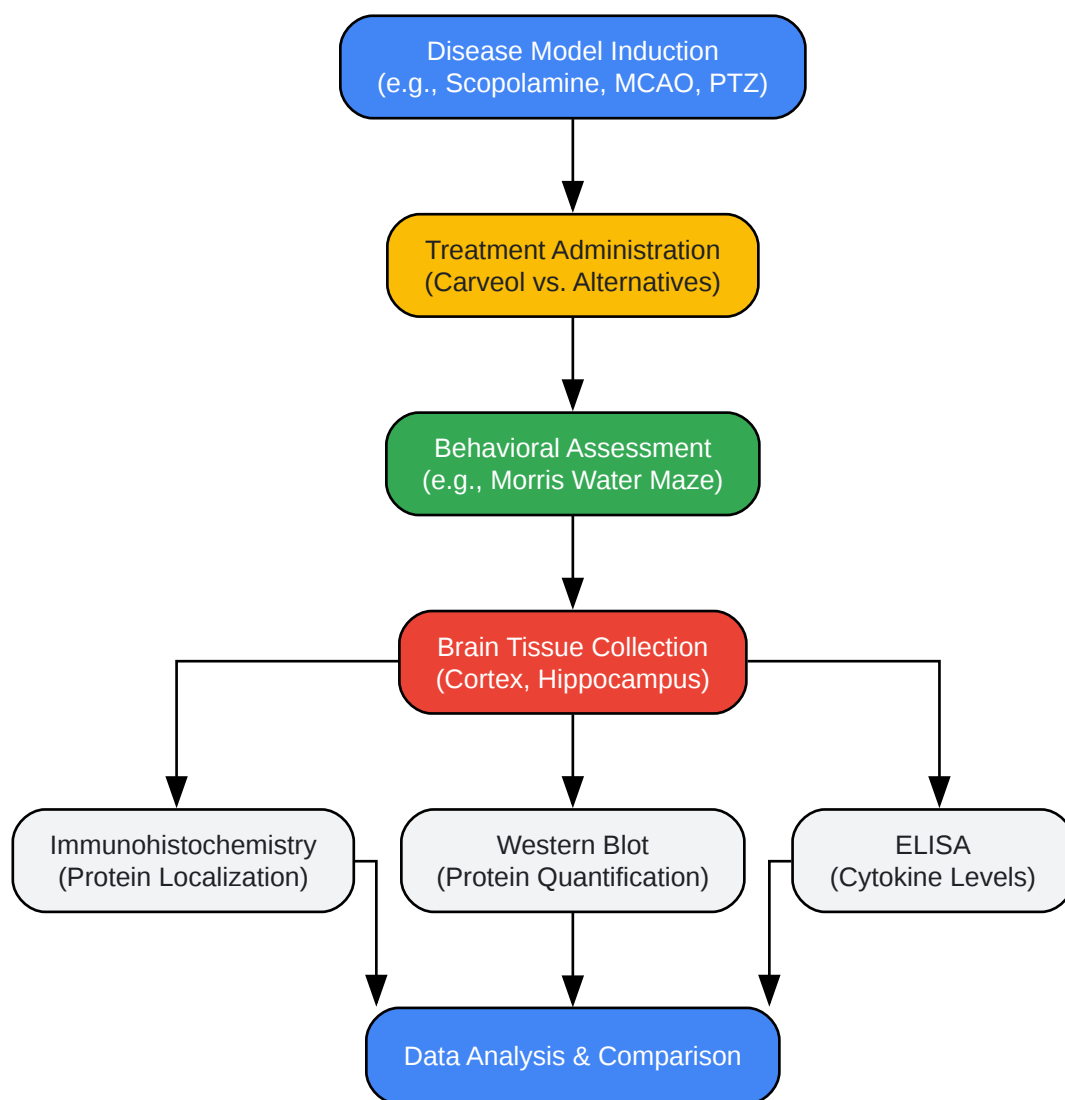 Disease Model Induction
(e.g., Scopolamine, MCAO, PTZ)
Treatment Administration
(Carveol vs. Alternatives)
Behavioral Assessment
(e.g., Morris Water Maze)
Brain Tissue Collection
(Cortex, Hippocampus)
Immunohistochemistry
(Protein Localization)
Western Blot
(Protein Quantification)
ELISA
(Cytokine Levels)
Data Analysis & Comparison